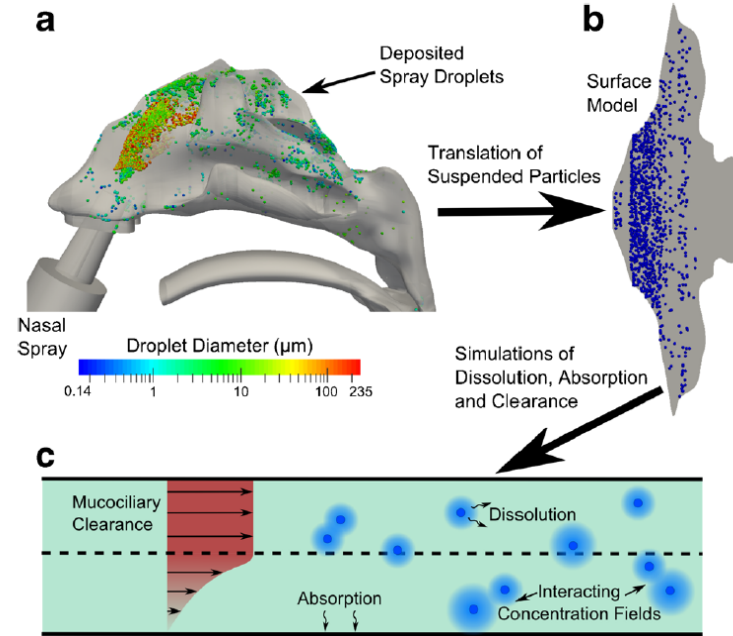 a
Deposited
Spray Droplets
Nasal
Spray
Droplet Diameter (µm)
0.14 1 10 100 235
Translation of
Suspended Particles
b
Surface
Model
Simulations of
Dissolution, Absorption
and Clearance
c
Mucociliary
Clearance
Absorption
Dissolution
Interacting
Concentration Fields